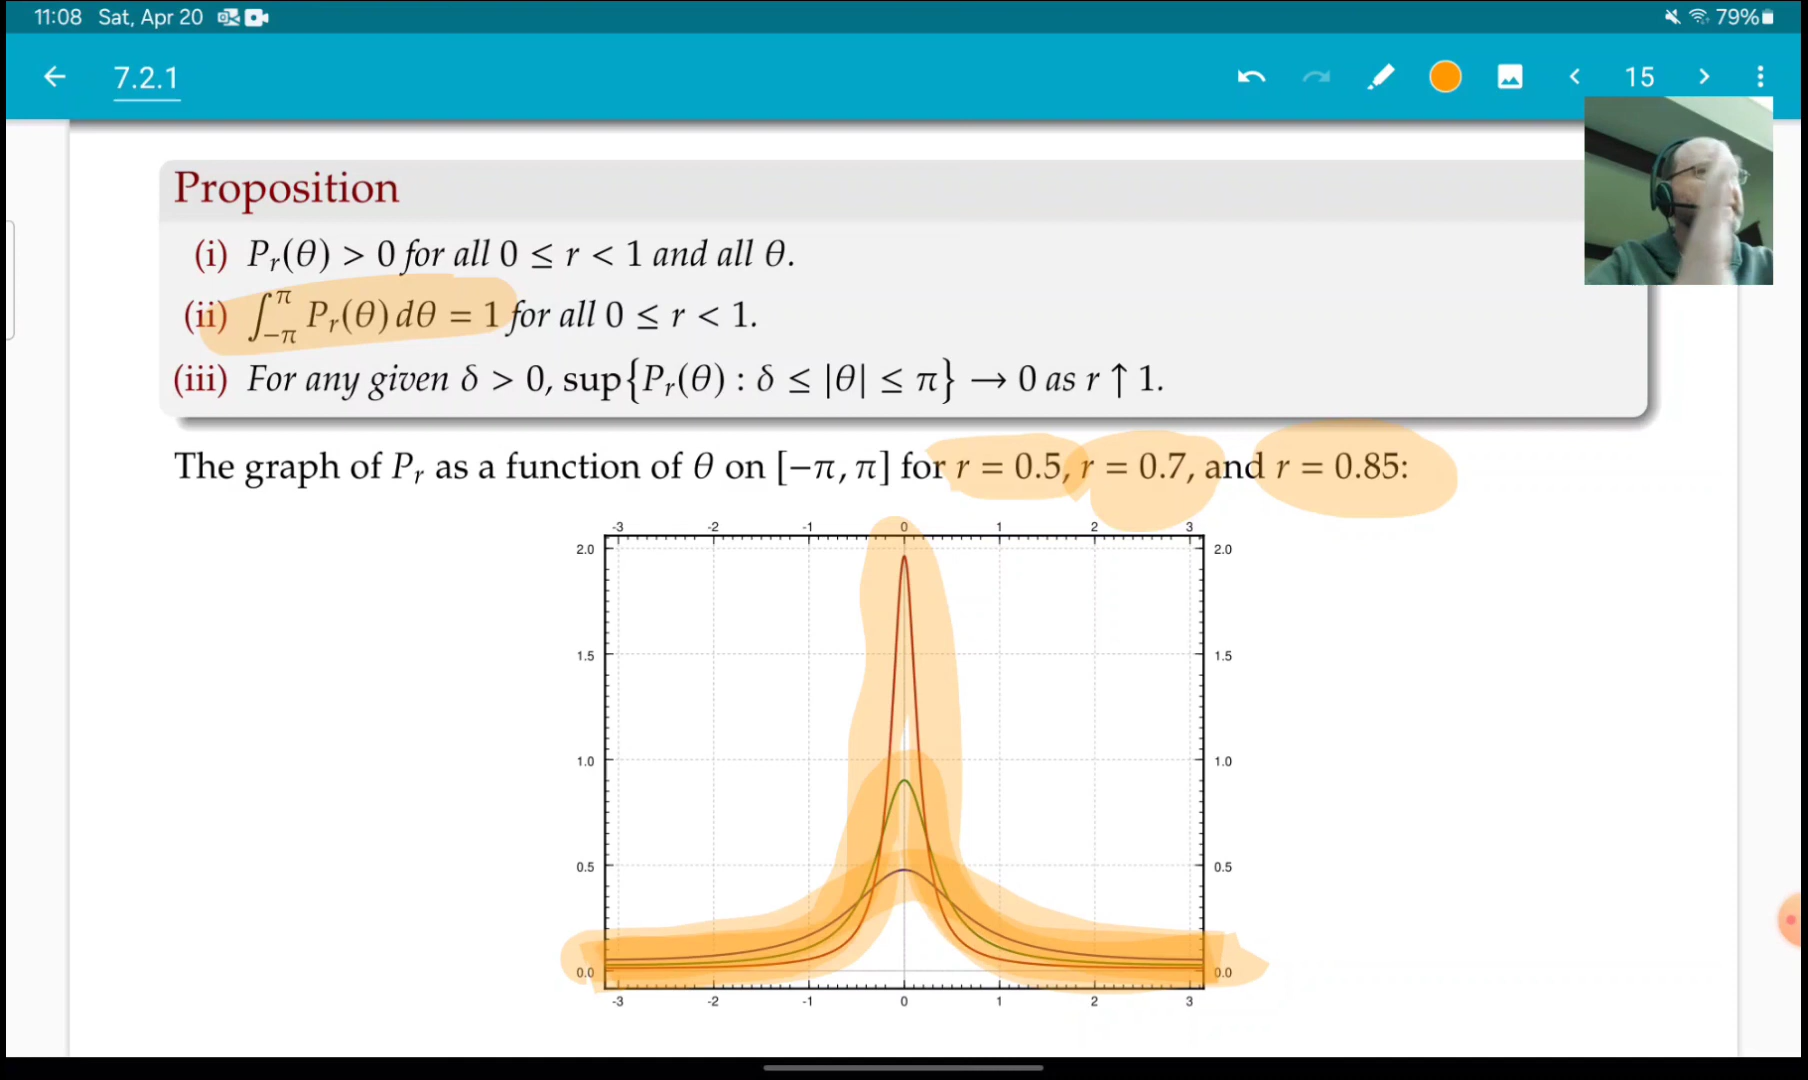 11:08 Sat, Apr 20 79%
7.2.1 15
Proposition
(i) Pᵣ(θ) > 0 for all 0 ≤ r < 1 and all θ.
(ii) ∫_{−π}^{π} Pᵣ(θ) dθ = 1 for all 0 ≤ r < 1.
(iii) For any given δ > 0, sup{Pᵣ(θ) : δ ≤ |θ| ≤ π} → 0 as r ↑ 1.
The graph of Pᵣ as a function of θ on [−π, π] for r = 0.5, r = 0.7, and r = 0.85:
-3 -2 -1 0 1 2 3
2.0 2.0
1.5 1.5
1.0 1.0
0.5 0.5
0.0 0.0
-3 -2 -1 0 1 2 3